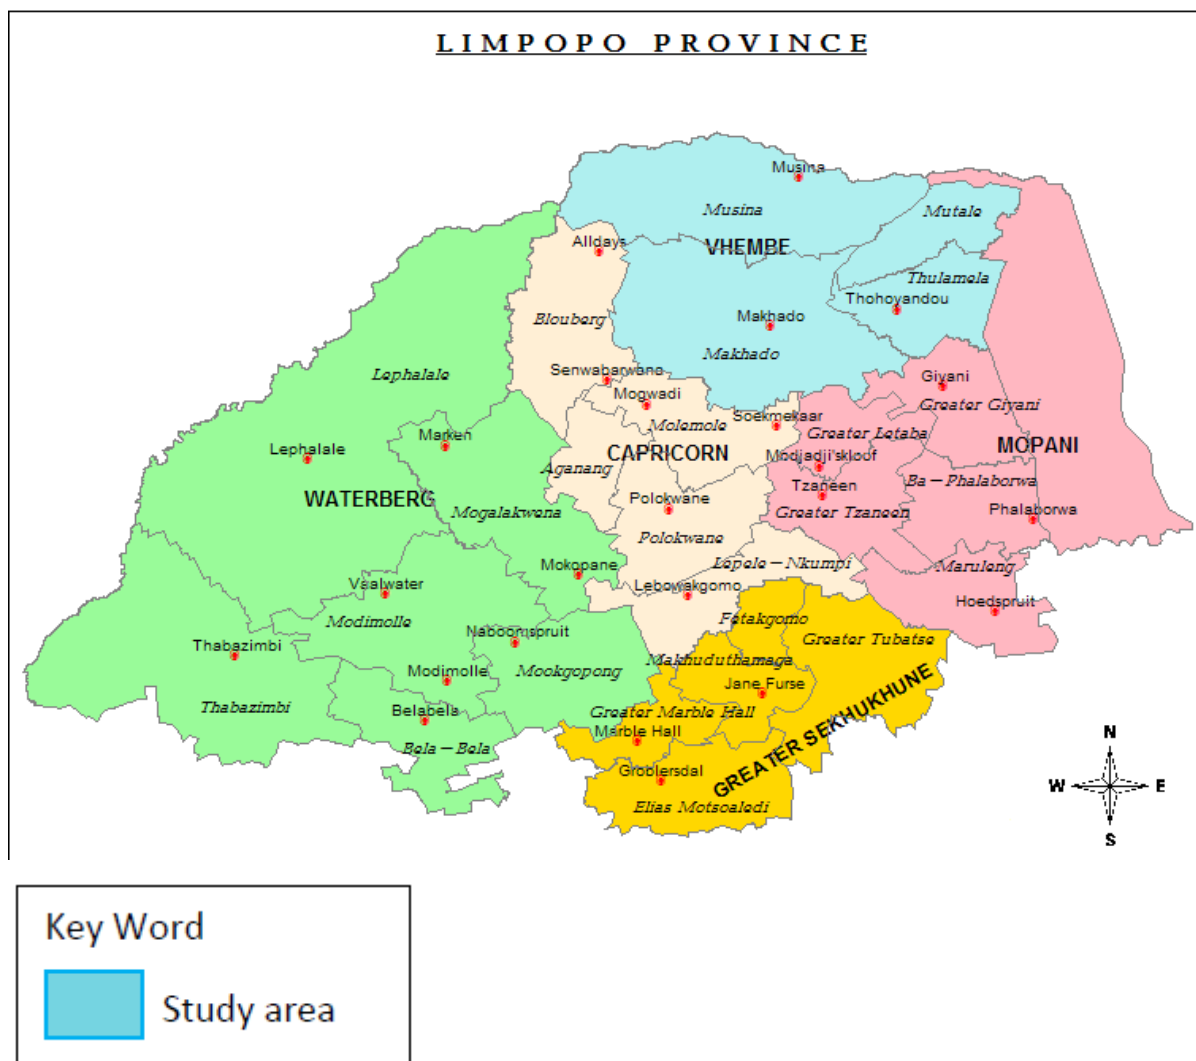 LIMPOPO PROVINCE
Musina
Musina
Mutale
Alldays
VHEMBE
Thulamela
Thohoyandou
Blouberg
Makhado
Makhado
Lephalale
Senwabarwano
Giyani
Mogwadi
Greater Giyani
Soekmekaar
Molemole
Greater Letaba
Marken
Lephalale
CAPRICORN
MOPANI
Modjadji'skloof
Aganang
Ba-Phalaborwa
WATERBERG
Polokwane
Tzaneen
Mogalakwena
Greater Tzaneen
Phalaborwa
Polokwane
Mokopane
Lepele-Nkumpi
Maruleng
Vaalwater
Lebowakgomo
Hoedspruit
Modimolle
Fetakgomo
Naboomspruit
Greater Tubatse
Thabazimbi
Mookgopong
Makhuduthamaga
Modimolle
Jane Furse
Thabazimbi
Greater Marble Hall
Belabela
GREATER SEKHUKHUNE
Marble Hall
Bela-Bela
Groblersdal
Elias Motsoaledi
N
W E
S
Key Word
Study area